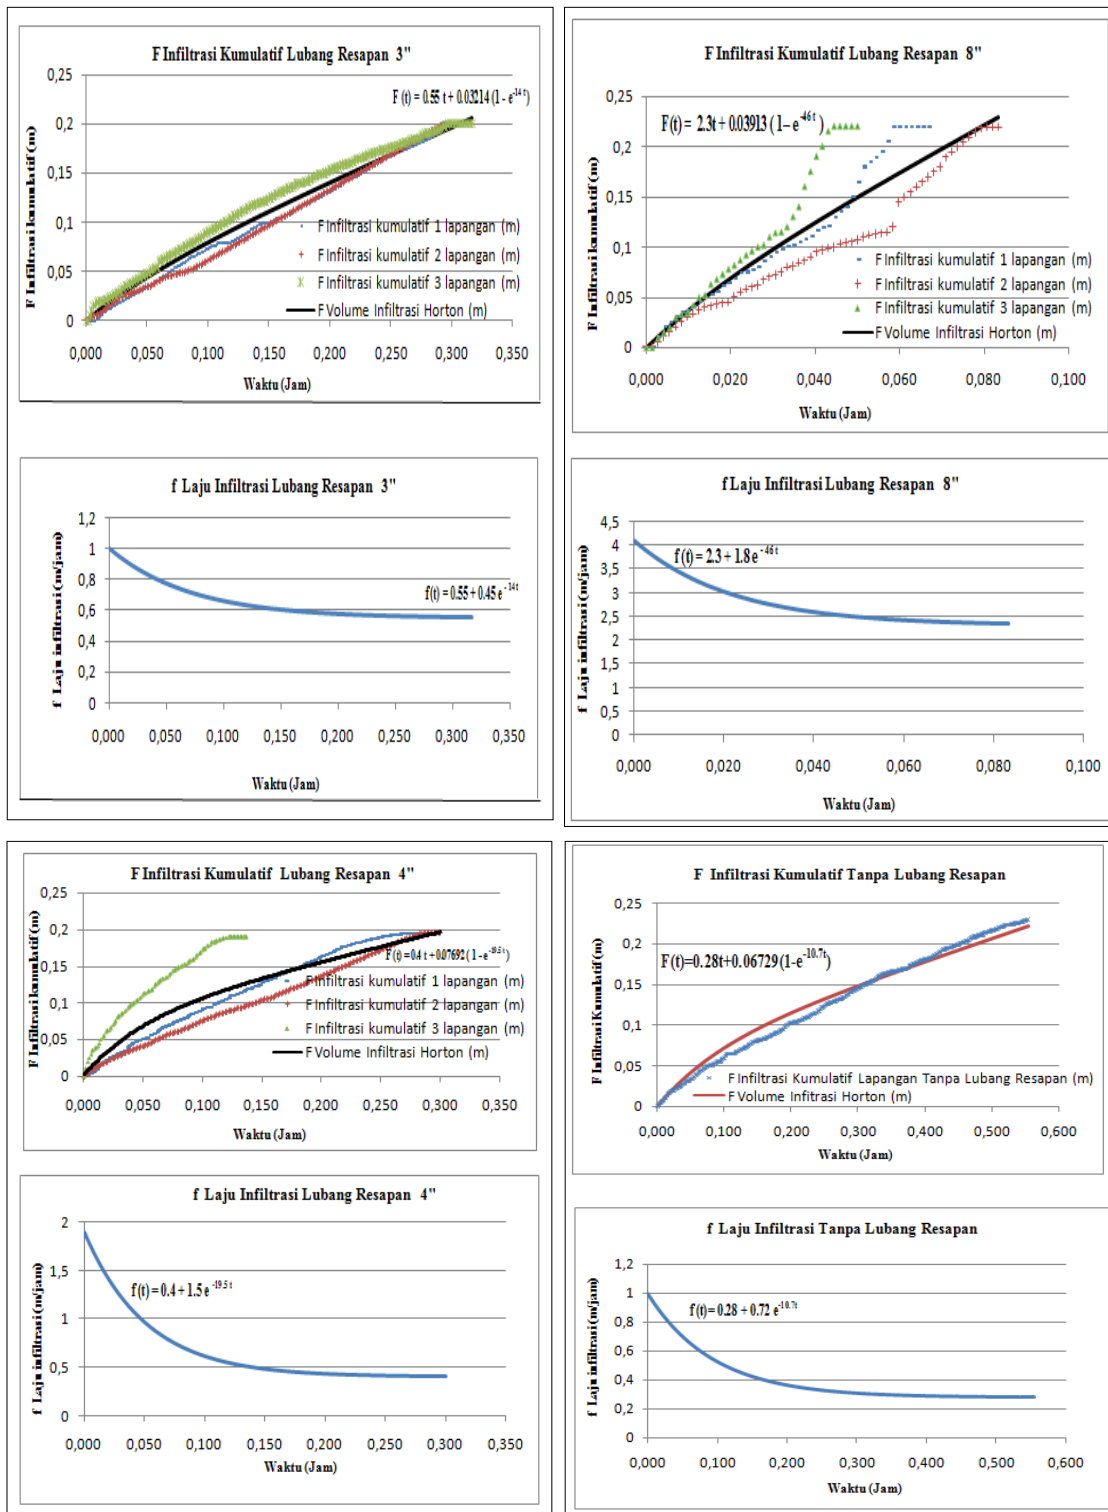 F Infiltrasi Kumulatif Lubang Resapan 3"
F Infiltrasi kumulatif (m)
0,25
0,2
0,15
0,1
0,05
0
F (t) = 0.55 t + 0.03214 (1 - e^-14 t)
F Infiltrasi kumulatif 1 lapangan (m)
F Infiltrasi kumulatif 2 lapangan (m)
F Infiltrasi kumulatif 3 lapangan (m)
F Volume Infiltrasi Horton (m)
0,000 0,050 0,100 0,150 0,200 0,250 0,300 0,350
Waktu (Jam)
f Laju Infiltrasi Lubang Resapan 3"
f Laju infiltrasi (m/jam)
1,2
1
0,8
0,6
0,4
0,2
0
f(t) = 0.55 + 0.45 e^-14t
0,000 0,050 0,100 0,150 0,200 0,250 0,300 0,350
Waktu (Jam)
F Infiltrasi Kumulatif Lubang Resapan 8"
F Infiltrasi kumulatif (m)
0,25
0,2
0,15
0,1
0,05
0
F(t) = 2.3t + 0.03913 (1- e^-46 t)
F Infiltrasi kumulatif 1 lapangan (m)
F Infiltrasi kumulatif 2 lapangan (m)
F Infiltrasi kumulatif 3 lapangan (m)
F Volume Infiltrasi Horton (m)
0,000 0,020 0,040 0,060 0,080 0,100
Waktu (Jam)
f Laju Infiltrasi Lubang Resapan 8"
f Laju infiltrasi (m/jam)
4,5
4
3,5
3
2,5
2
1,5
1
0,5
0
f(t) = 2.3 + 1.8 e^-46 t
0,000 0,020 0,040 0,060 0,080 0,100
Waktu (Jam)
F Infiltrasi Kumulatif Lubang Resapan 4"
F Infiltrasi kumulatif (m)
0,25
0,2
0,15
0,1
0,05
0
F(t) = 0.4 t + 0.07692 (1 - e^-19.5 t)
F Infiltrasi kumulatif 1 lapangan (m)
F Infiltrasi kumulatif 2 lapangan (m)
F Infiltrasi kumulatif 3 lapangan (m)
F Volume Infiltrasi Horton (m)
0,000 0,050 0,100 0,150 0,200 0,250 0,300 0,350
Waktu (Jam)
f Laju Infiltrasi Lubang Resapan 4"
f Laju infiltrasi (m/jam)
2
1,5
1
0,5
0
f(t) = 0.4 + 1.5 e^-19.5 t
0,000 0,050 0,100 0,150 0,200 0,250 0,300 0,350
Waktu (Jam)
F Infiltrasi Kumulatif Tanpa Lubang Resapan
F Infiltrasi Kumulatif (m)
0,25
0,2
0,15
0,1
0,05
0
F(t)=0.28t+0.06729(1-e^-10.7t)
F Infiltrasi Kumulatif Lapangan Tanpa Lubang Resapan (m)
F Volume Infitrasi Horton (m)
0,000 0,100 0,200 0,300 0,400 0,500 0,600
Waktu (Jam)
f Laju Infiltrasi Tanpa Lubang Resapan
f Laju infiltrasi (m/jam)
1,2
1
0,8
0,6
0,4
0,2
0
f(t)=0.28 + 0.72 e^-10.7t
0,000 0,100 0,200 0,300 0,400 0,500 0,600
Waktu (Jam)